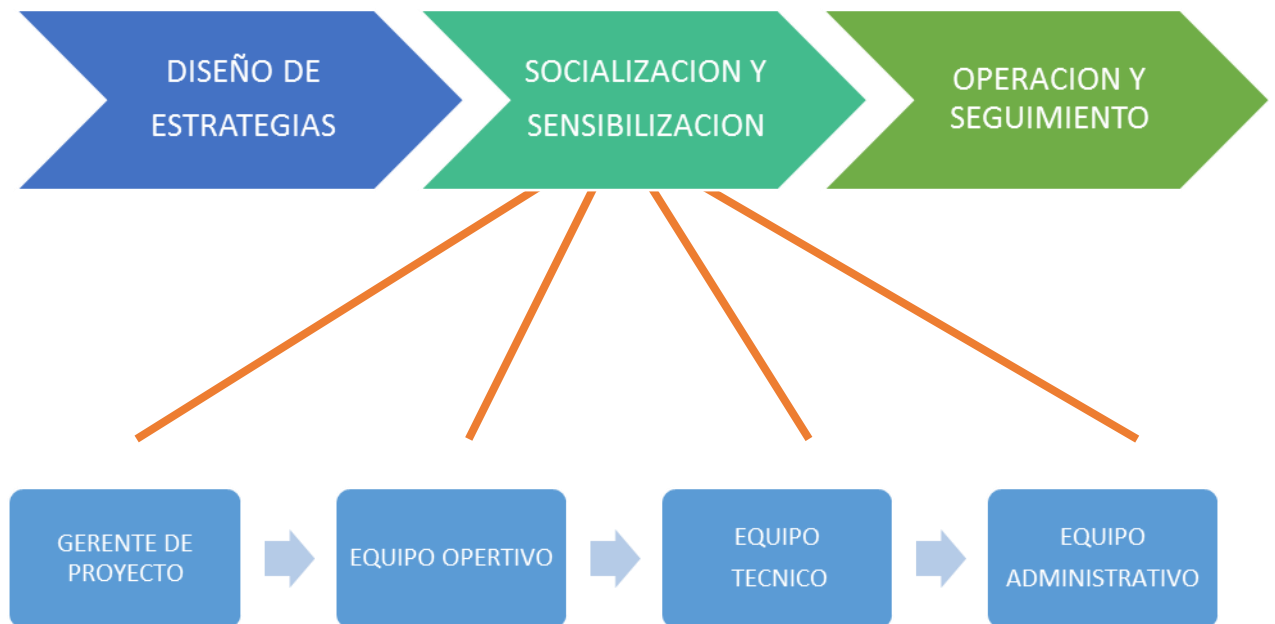 DISEÑO DE
ESTRATEGIAS
SOCIALIZACION Y
SENSIBILIZACION
OPERACION Y
SEGUIMIENTO
GERENTE DE
PROYECTO
EQUIPO OPERTIVO
EQUIPO
TECNICO
EQUIPO
ADMINISTRATIVO